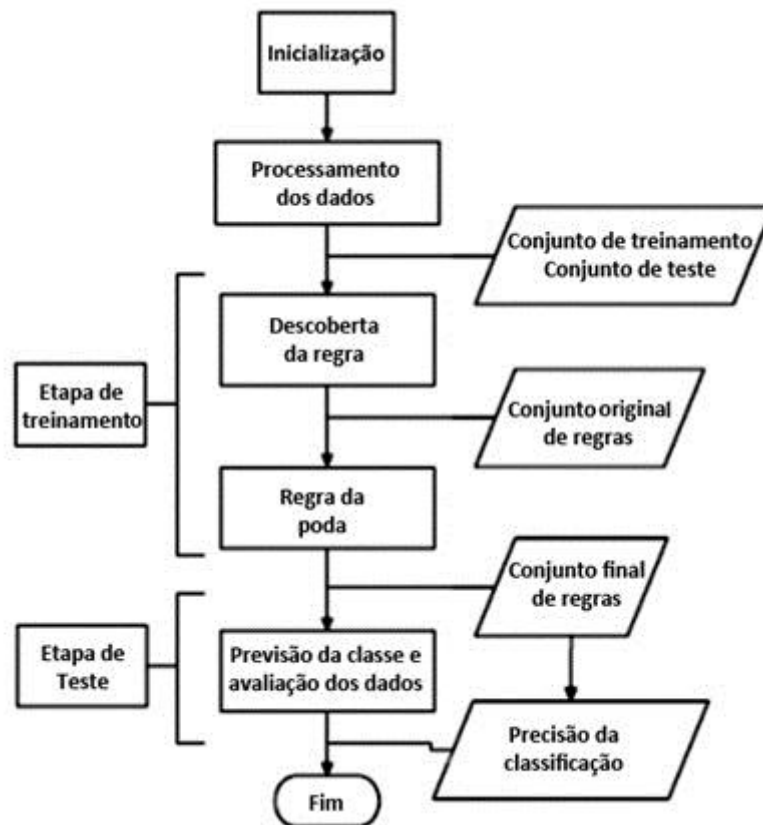 Inicialização
Processamento
dos dados
Conjunto de treinamento
Conjunto de teste
Descoberta
da regra
Etapa de
treinamento
Conjunto original
de regras
Regra da
poda
Conjunto final
de regras
Etapa de
Teste
Previsão da classe e
avaliação dos dados
Precisão da
classificação
Fim